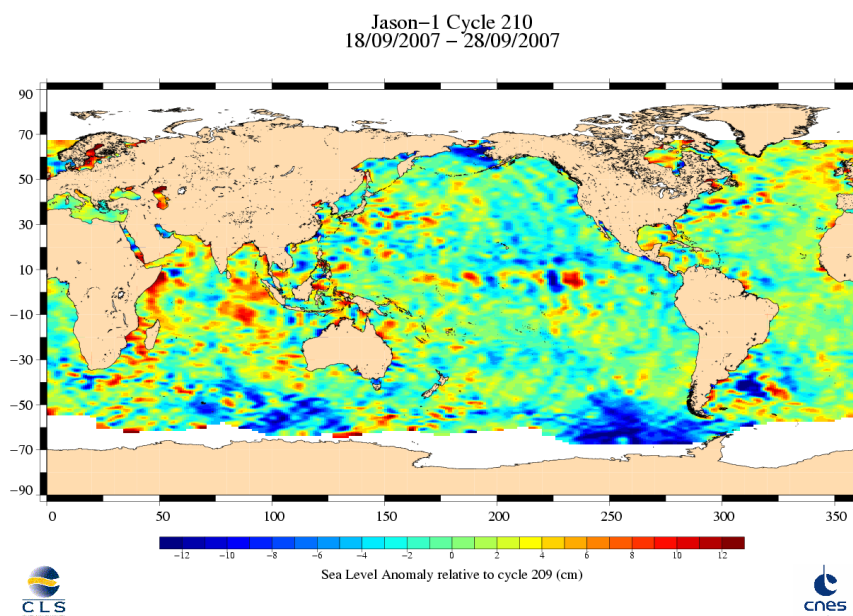 Jason−1 Cycle 210
18/09/2007 − 28/09/2007
90
70
50
30
10
−10
−30
−50
−70
−90
0 50 100 150 200 250 300 350
−12 −10 −8 −6 −4 −2 0 2 4 6 8 10 12
Sea Level Anomaly relative to cycle 209 (cm)
CLS
cnes